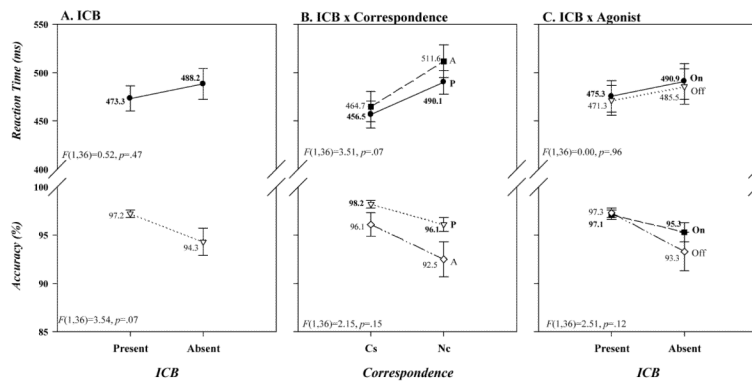 A. ICB
B. ICB x Correspondence
C. ICB x Agonist
Reaction Time (ms)
550
500
450
400
473.3
488.2
F(1,36)=0.52, p=.47
464.7
456.5
511.6
A
P
490.1
F(1,36)=3.51, p=.07
475.3
471.3
490.9
On
Off
485.5
F(1,36)=0.00, p=.96
Accuracy (%)
100
95
90
85
97.2
94.3
F(1,36)=3.54, p=.07
98.2
96.1
P
96.1
92.5
A
F(1,36)=2.15, p=.15
97.3
97.1
95.3
On
Off
93.3
F(1,36)=2.51, p=.12
Present
Absent
Cs
Nc
Present
Absent
ICB
Correspondence
ICB